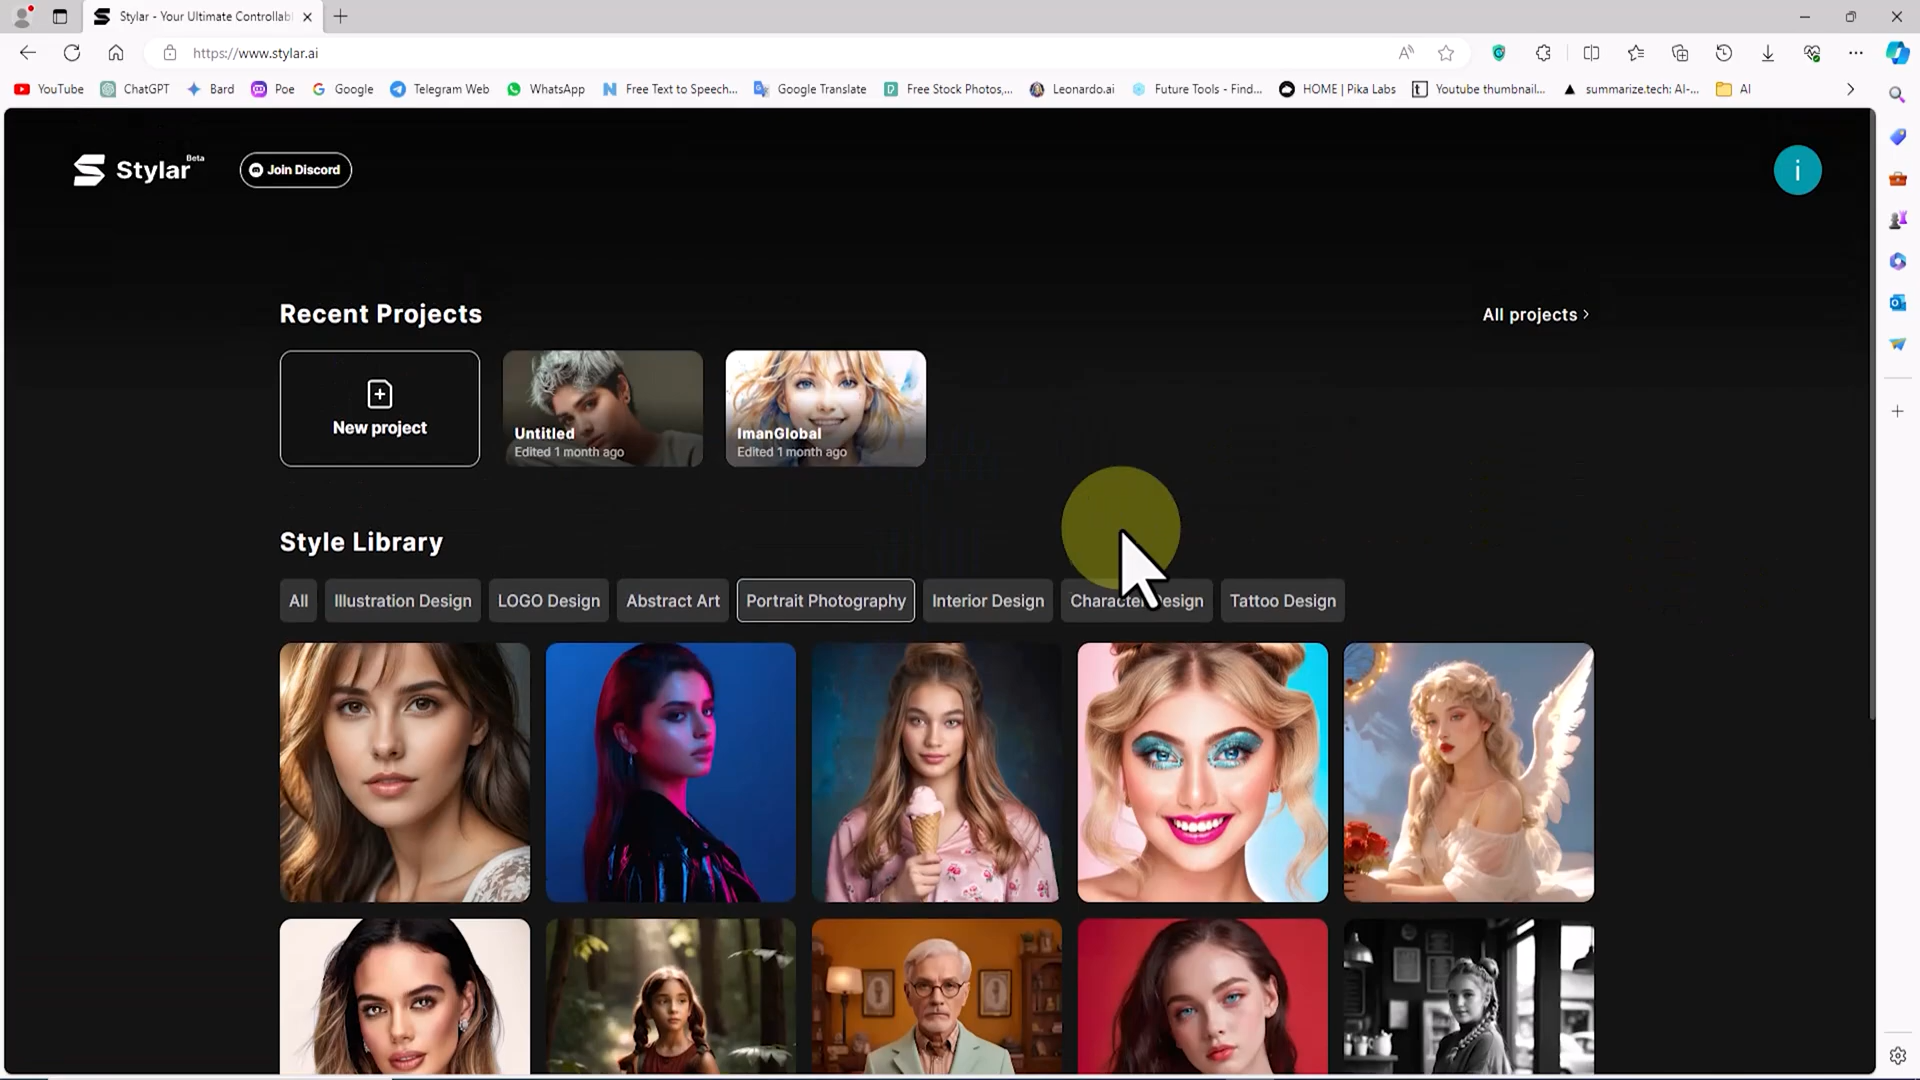 Stylar - Your Ultimate Controllab
https://www.stylar.ai
YouTube ChatGPT Bard Poe Google Telegram Web WhatsApp Free Text to Speech... Google Translate Free Stock Photos,... Leonardo.ai Future Tools - Find... HOME | Pika Labs Youtube thumbnail... summarize.tech: AI-... AI
Stylar Beta Join Discord i
Recent Projects All projects
New project
Untitled
Edited 1 month ago
ImanGlobal
Edited 1 month ago
Style Library
All Illustration Design LOGO Design Abstract Art Portrait Photography Interior Design Character Design Tattoo Design